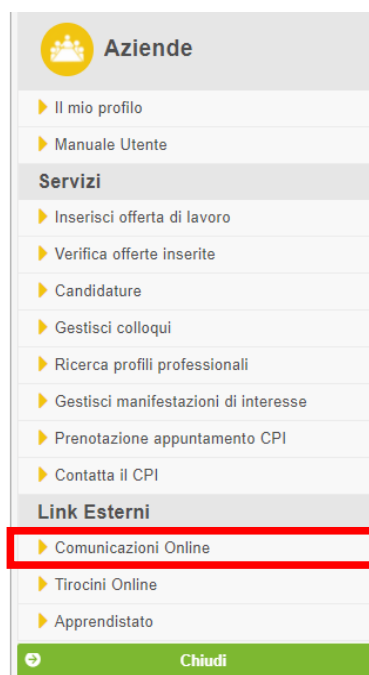 Aziende
Il mio profilo
Manuale Utente
Servizi
Inserisci offerta di lavoro
Verifica offerte inserite
Candidature
Gestisci colloqui
Ricerca profili professionali
Gestisci manifestazioni di interesse
Prenotazione appuntamento CPI
Contatta il CPI
Link Esterni
Comunicazioni Online
Tirocini Online
Apprendistato
Chiudi